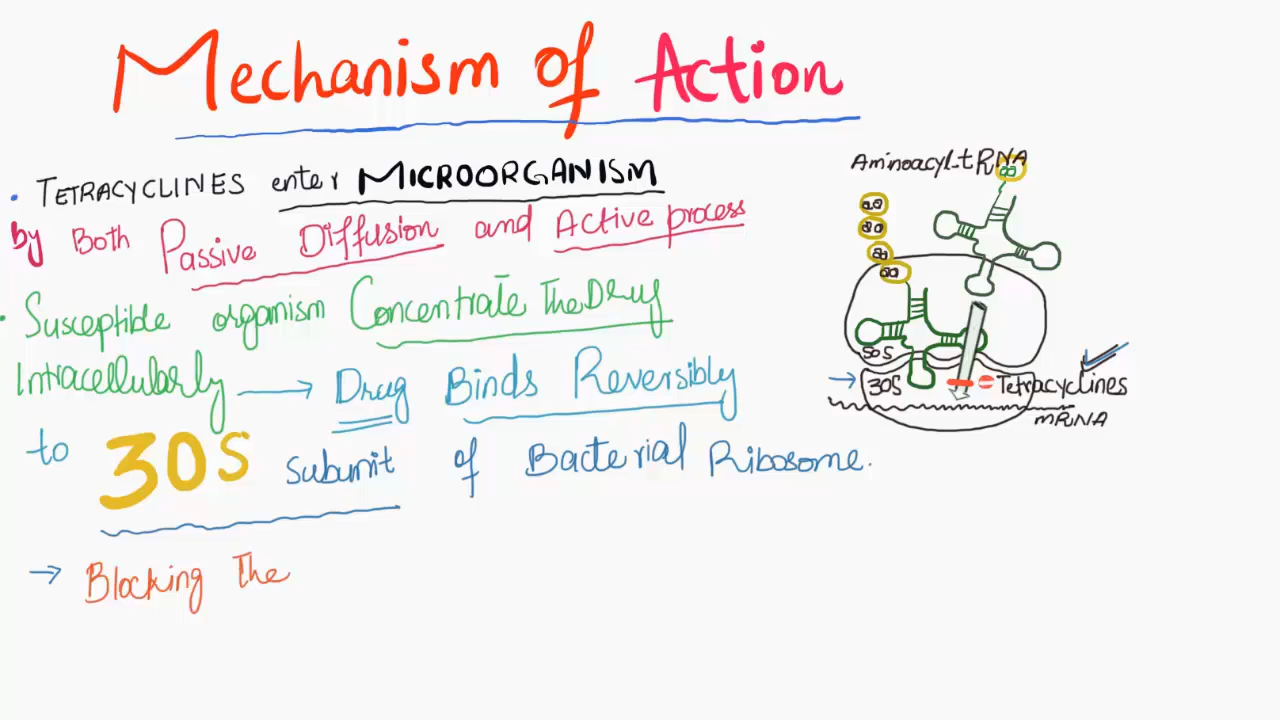 Mechanism of Action
• TETRACYCLINES enter MICROORGANISM
by Both Passive Diffusion and Active process
• Susceptible organism Concentrate The Drug
Intracellularly → Drug Binds Reversibly
to 30S subunit of Bacterial Ribosome.
→ Blocking The
Aminoacyl-tRNA
aa
aa
aa
aa
aa
50S
→ 30S
Tetracyclines
mRNA